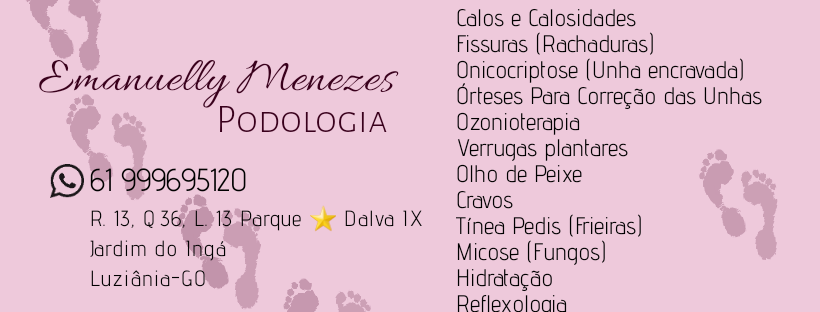 Emanuelly Menezes
Podologia
61 999695120
R. 13, Q 36, L. 13 Parque ⭐ Dalva IX
Jardim do Ingá
Luziânia-GO
Calos e Calosidades
Fissuras (Rachaduras)
Onicocriptose (Unha encravada)
Órteses Para Correção das Unhas
Ozonioterapia
Verrugas plantares
Olho de Peixe
Cravos
Tínea Pedis (Frieiras)
Micose (Fungos)
Hidratação
Reflexologia